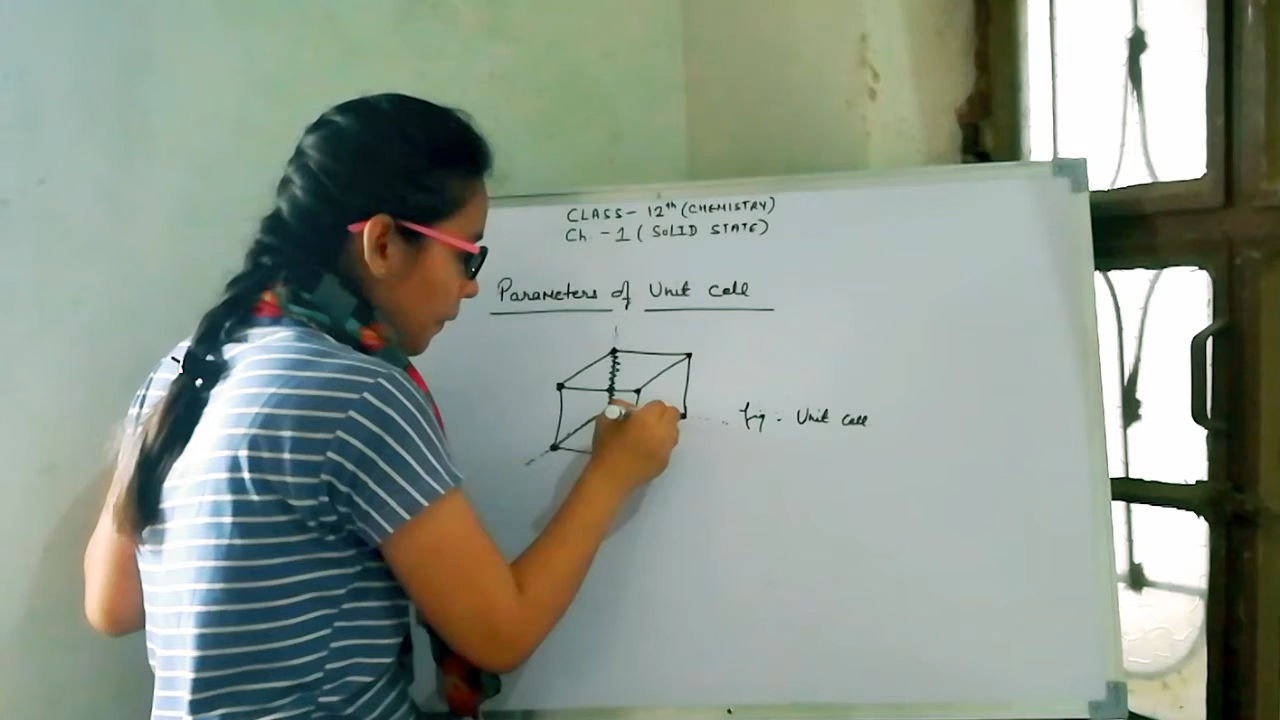 CLASS- 12th (CHEMISTRY)
Ch. - 1 ( SOLID STATE)
Parameters of Unit cell
fig - Unit cell